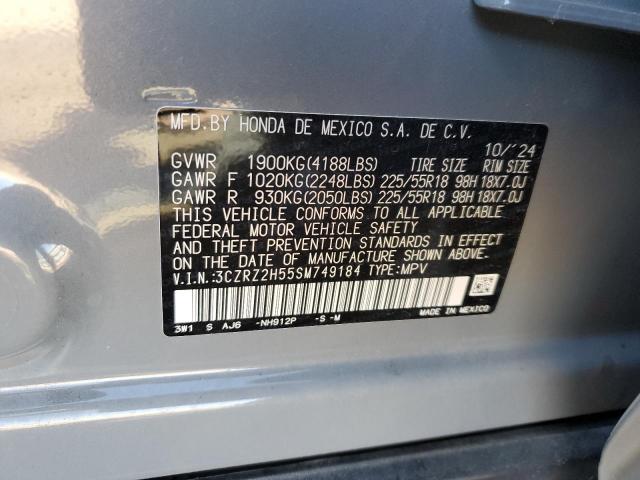 MFD.BY HONDA DE MEXICO S.A. DE C.V.
10/'24
GVWR 1900KG(4188LBS) TIRE SIZE RIM SIZE
GAWR F 1020KG(2248LBS) 225/55R18 98H 18X7.0J
GAWR R 930KG(2050LBS) 225/55R18 98H 18X7.0J
THIS VEHICLE CONFORMS TO ALL APPLICABLE
FEDERAL MOTOR VEHICLE SAFETY
AND THEFT PREVENTION STANDARDS IN EFFECT
ON THE DATE OF MANUFACTURE SHOWN ABOVE.
V.I.N.:3CZRZ2H55SM749184 TYPE:MPV
3W1 S AJ6 -NH912P -S -M MADE IN MEXICO